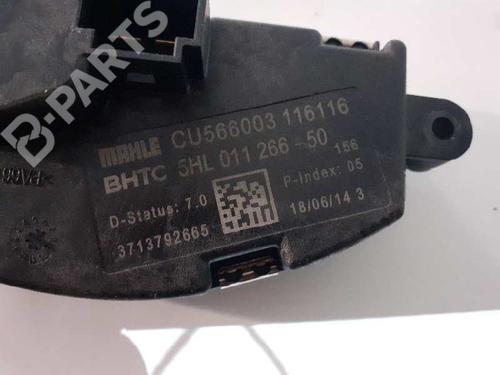 MAHLE CU566003 116116
BHTC 5HL 011 266-50
156
D-Status: 7.0 P-Index: 05
3713792665 18/06/14 3
B-PARTS